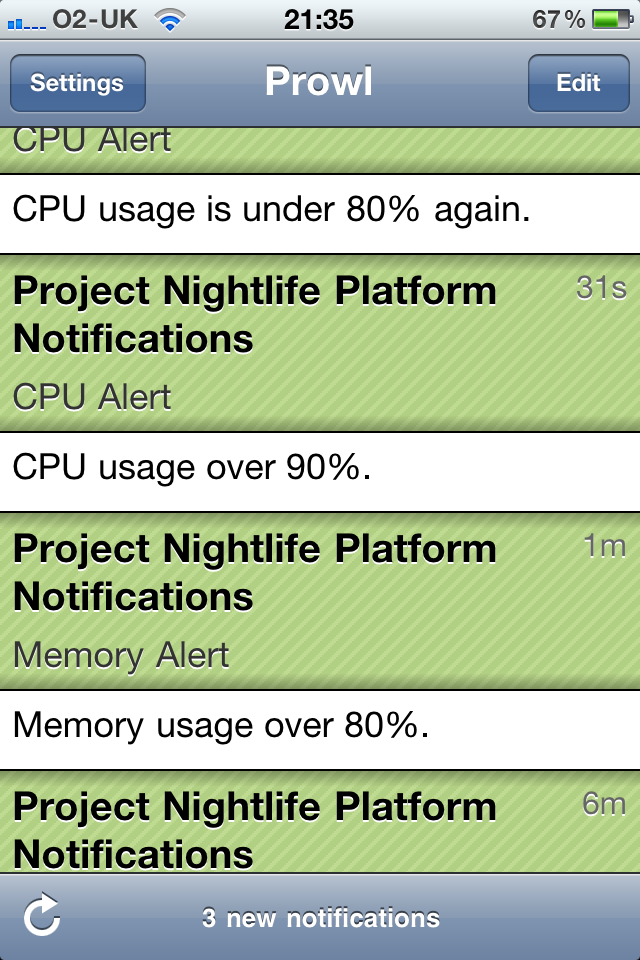 O2-UK 21:35 67%
Settings Prowl Edit
CPU Alert
CPU usage is under 80% again.
Project Nightlife Platform 31s
Notifications
CPU Alert
CPU usage over 90%.
Project Nightlife Platform 1m
Notifications
Memory Alert
Memory usage over 80%.
Project Nightlife Platform 6m
Notifications
3 new notifications